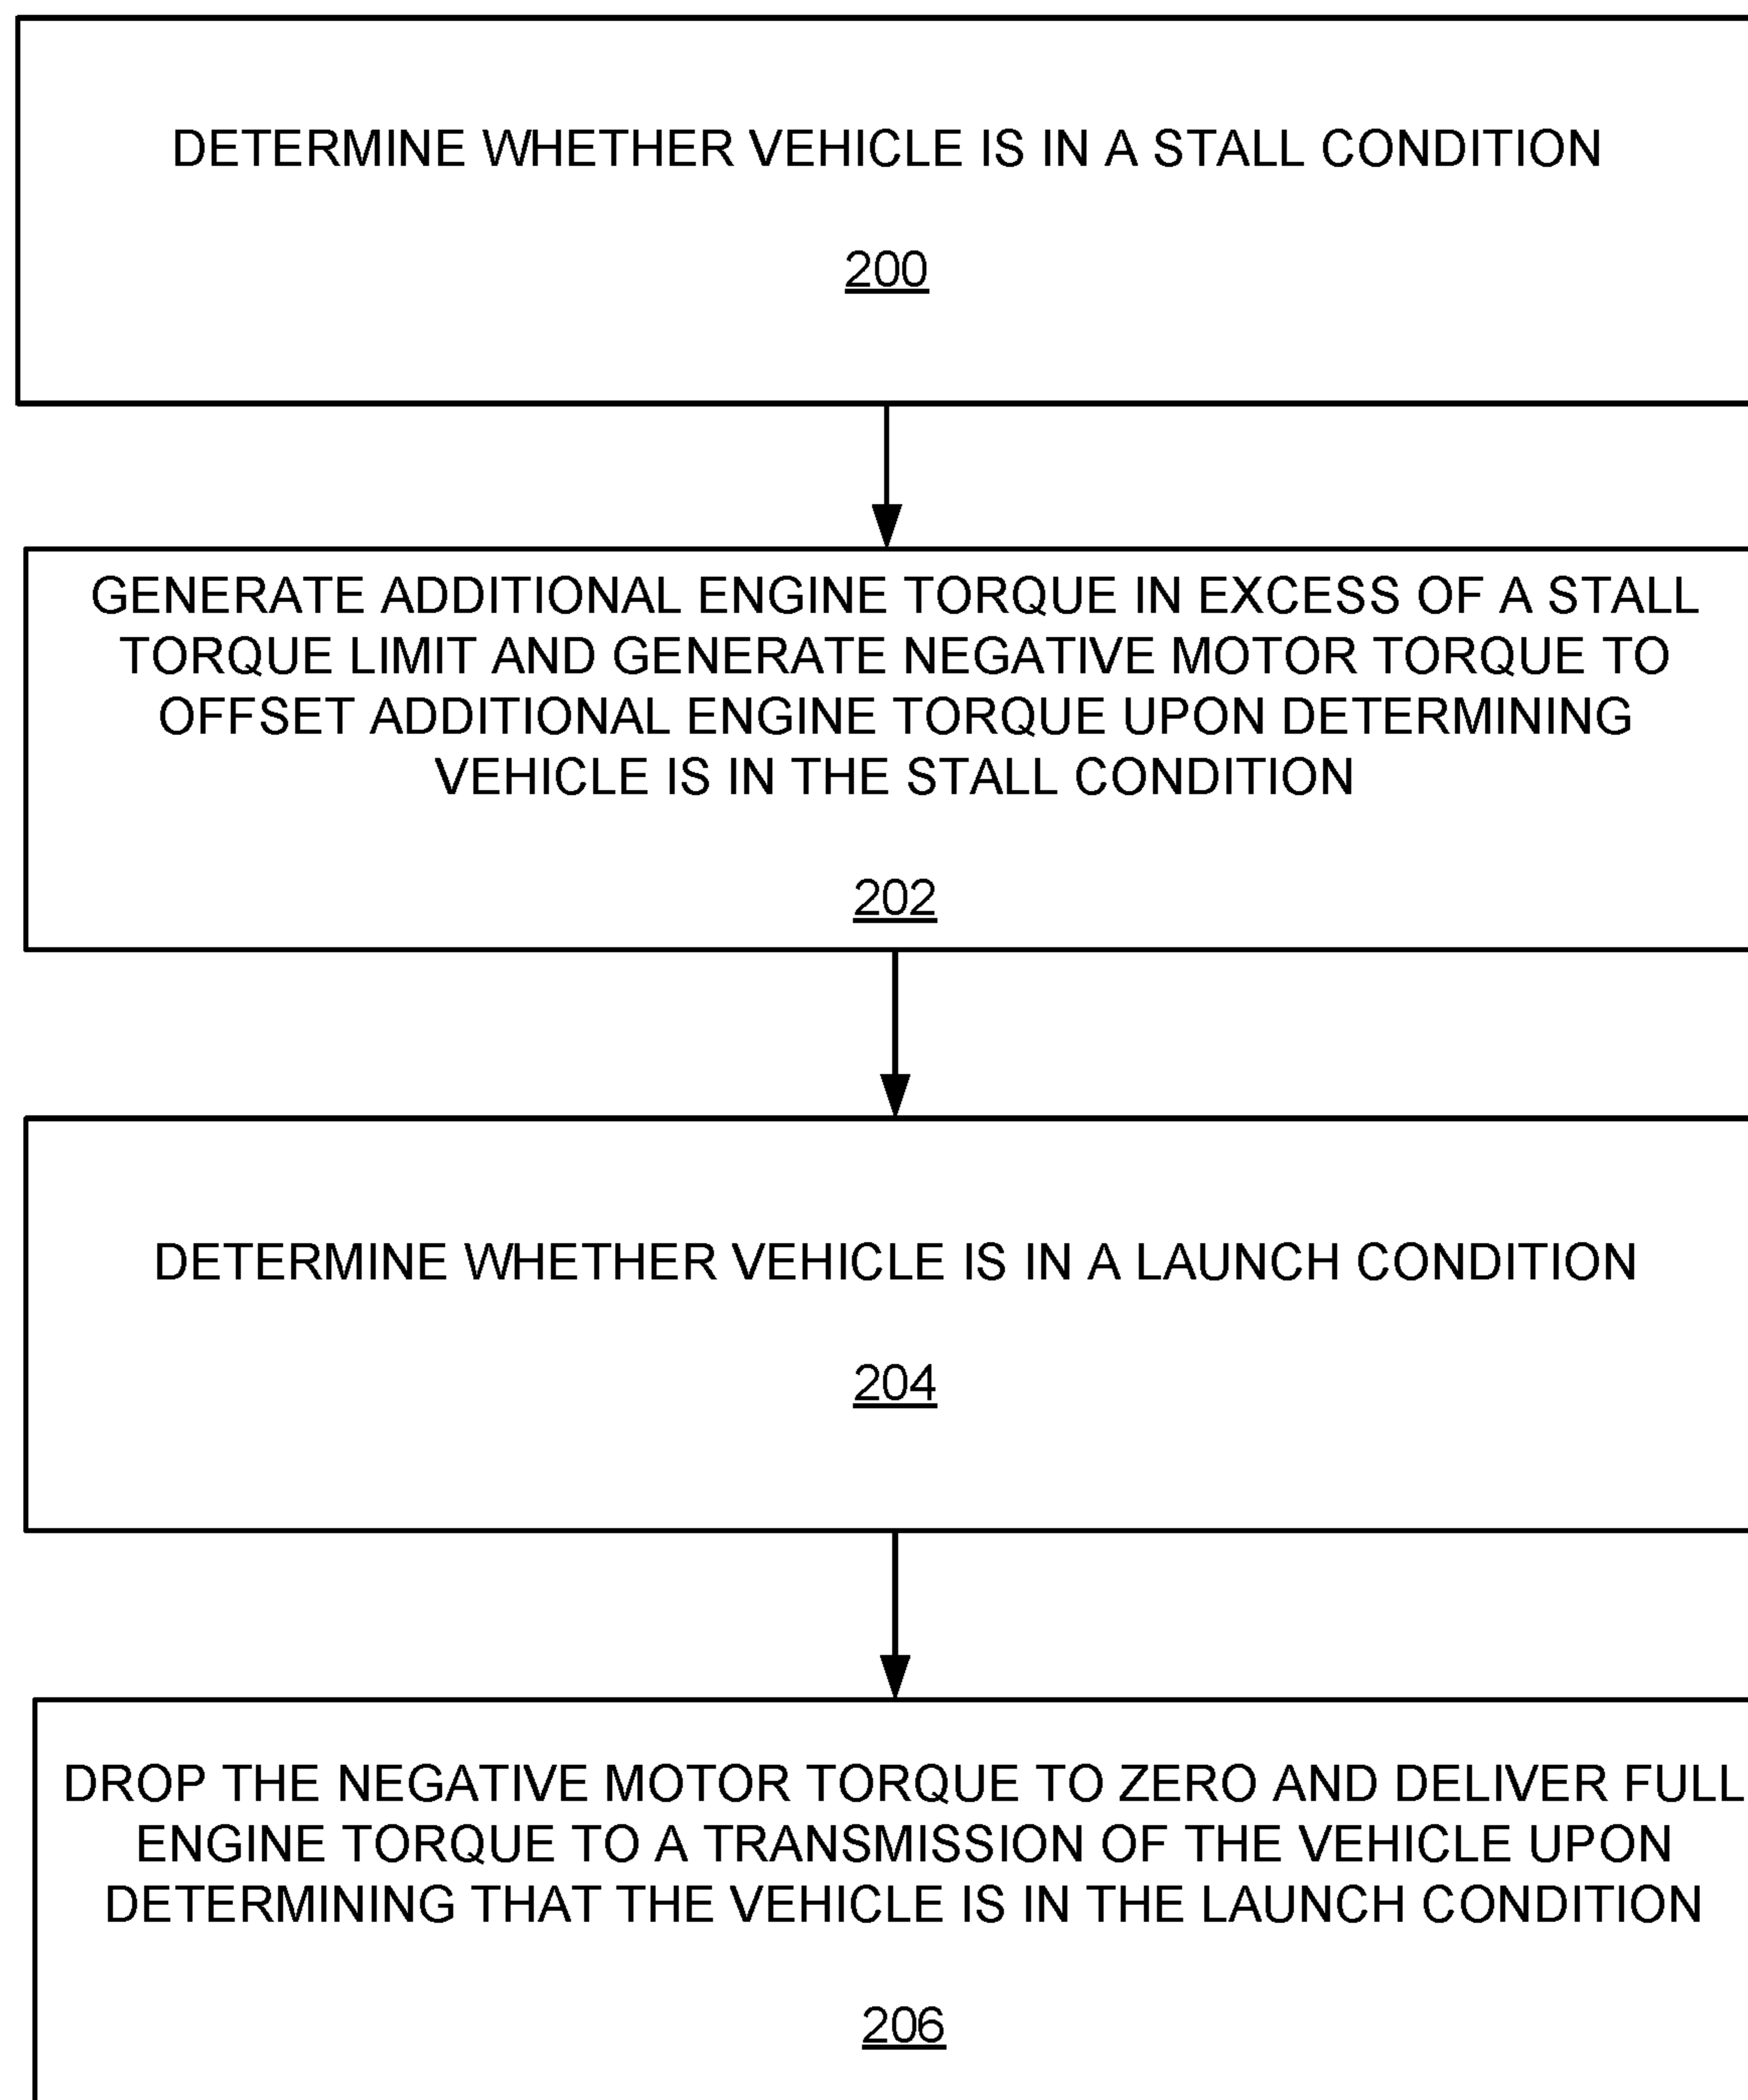 DETERMINE WHETHER VEHICLE IS IN A STALL CONDITION
200
GENERATE ADDITIONAL ENGINE TORQUE IN EXCESS OF A STALL
TORQUE LIMIT AND GENERATE NEGATIVE MOTOR TORQUE TO
OFFSET ADDITIONAL ENGINE TORQUE UPON DETERMINING
VEHICLE IS IN THE STALL CONDITION
202
DETERMINE WHETHER VEHICLE IS IN A LAUNCH CONDITION
204
DROP THE NEGATIVE MOTOR TORQUE TO ZERO AND DELIVER FULL
ENGINE TORQUE TO A TRANSMISSION OF THE VEHICLE UPON
DETERMINING THAT THE VEHICLE IS IN THE LAUNCH CONDITION
206